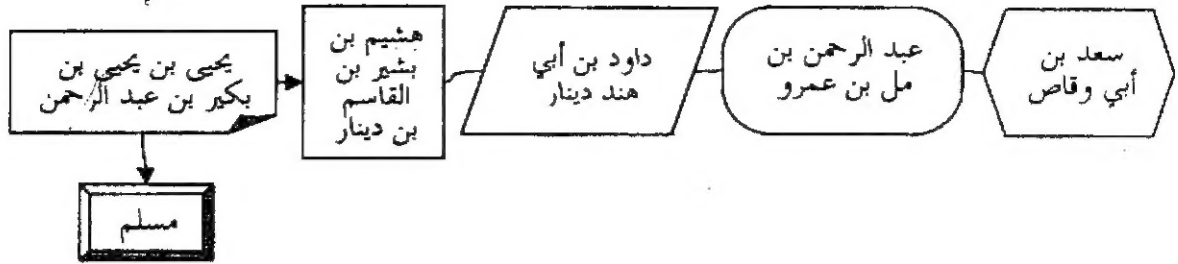 سعد بن
أبي وقاص
عبد الرحمن بن
مل بن عمرو
داود بن أبي
هند دينار
هشيم بن
بشير بن
القاسم
بن دينار
يحيى بن يحيى بن
بكير بن عبد الرحمن
مسلم